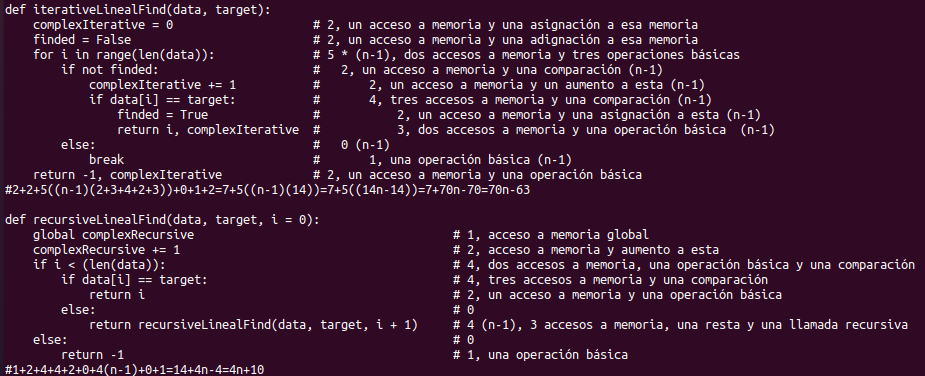 def iterativeLinealFind(data, target):
    complexIterative = 0                    # 2, un acceso a memoria y una asignación a esa memoria
    finded = False                          # 2, un acceso a memoria y una adignación a esa memoria
    for i in range(len(data)):              # 5 * (n-1), dos accesos a memoria y tres operaciones básicas
        if not finded:                      #   2, un acceso a memoria y una comparación (n-1)
            complexIterative += 1           #       2, un acceso a memoria y un aumento a esta (n-1)
            if data[i] == target:           #       4, tres accesos a memoria y una comparación (n-1)
                finded = True               #           2, un acceso a memoria y una asignación a esta (n-1)
                return i, complexIterative  #           3, dos accesos a memoria y una operación básica  (n-1)
        else:                               #   0 (n-1)
            break                           #       1, una operación básica (n-1)
    return -1, complexIterative             # 2, un acceso a memoria y una operación básica
#2+2+5((n-1)(2+3+4+2+3))+0+1+2=7+5((n-1)(14))=7+5((14n-14))=7+70n-70=70n-63
def recursiveLinealFind(data, target, i = 0):
    global complexRecursive                                     # 1, acceso a memoria global
    complexRecursive += 1                                       # 2, acceso a memoria y aumento a esta
    if i < (len(data)):                                         # 4, dos accesos a memoria, una operación básica y una comparación
        if data[i] == target:                                   # 4, tres accesos a memoria y una comparación
            return i                                            # 2, un acceso a memoria y una operación básica
        else:                                                   # 0
            return recursiveLinealFind(data, target, i + 1)     # 4 (n-1), 3 accesos a memoria, una resta y una llamada recursiva
    else:                                                       # 0
        return -1                                               # 1, una operación básica
#1+2+4+4+2+0+4(n-1)+0+1=14+4n-4=4n+10